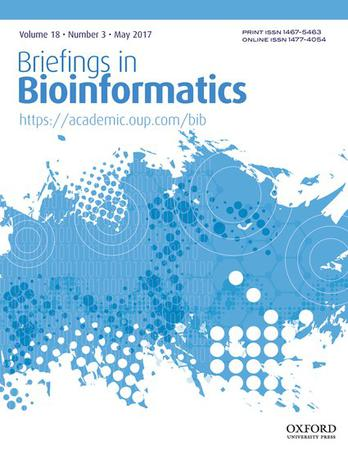 Volume 18 • Number 3 • May 2017
PRINT ISSN 1467-5463
ONLINE ISSN 1477-4054
Briefings in
Bioinformatics
https://academic.oup.com/bib
OXFORD
UNIVERSITY PRESS